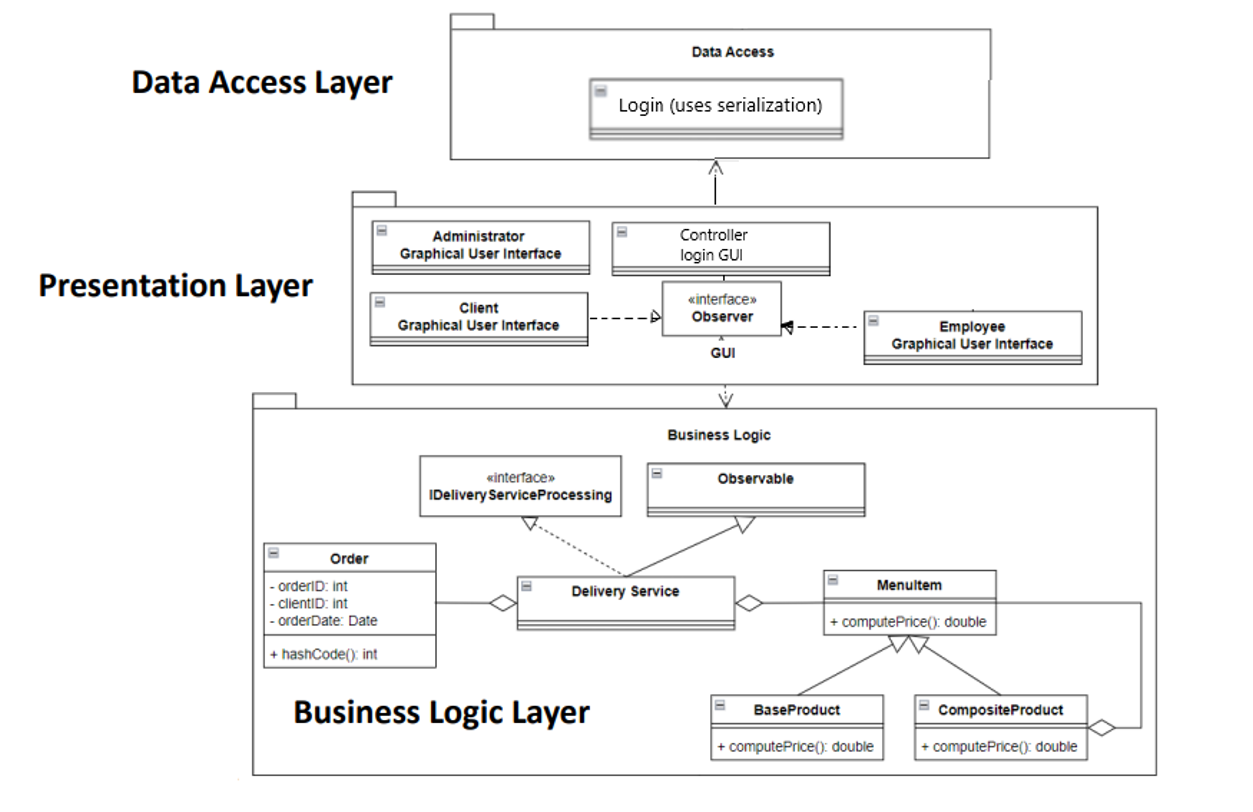 Data Access
Data Access Layer
Login (uses serialization)
Administrator
Graphical User Interface
Controller
login GUI
Presentation Layer
Client
Graphical User Interface
«interface»
Observer
GUI
Employee
Graphical User Interface
Business Logic
«interface»
IDeliveryServiceProcessing
Observable
Order
- orderID: int
- clientID: int
- orderDate: Date
+ hashCode(): int
Delivery Service
MenuItem
+ computePrice(): double
Business Logic Layer
BaseProduct
+ computePrice(): double
CompositeProduct
+ computePrice(): double